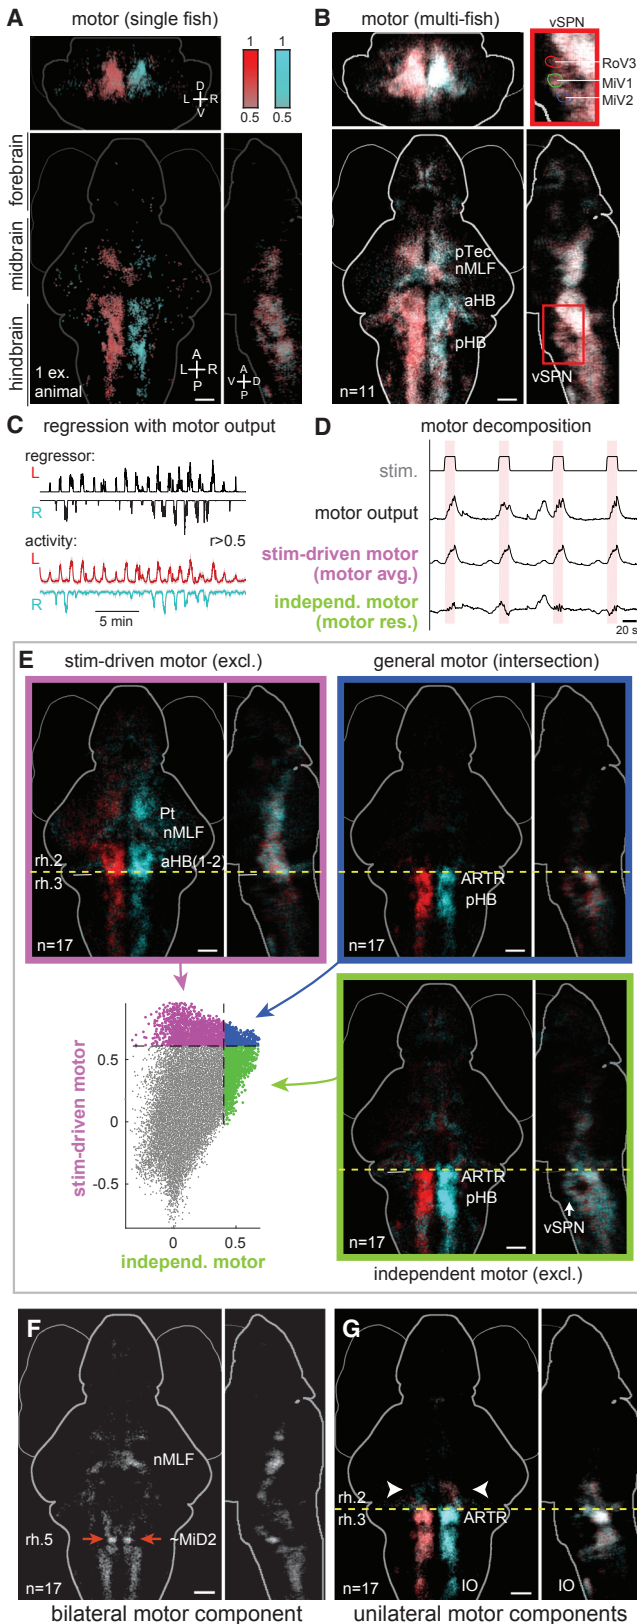 A
motor (single fish)
D
L R
V
1
1
0.5
0.5
forebrain
midbrain
hindbrain
1 ex.
animal
A
L R
P
A
V D
P
B
motor (multi-fish)
vSPN
RoV3
MiV1
MiV2
pTec
nMLF
aHB
pHB
vSPN
n=11
C
regression with motor output
regressor:
L
R
activity:
r>0.5
L
R
5 min
D
motor decomposition
stim.
motor output
stim-driven motor
(motor avg.)
independ. motor
(motor res.)
20 s
E
stim-driven motor (excl.)
Pt
nMLF
rh.2
aHB(1-2)
rh.3
n=17
general motor (intersection)
ARTR
pHB
n=17
stim-driven motor
0.5
0
-0.5
0
0.5
independ. motor
ARTR
pHB
vSPN
n=17
independent motor (excl.)
F
nMLF
rh.5
~MiD2
n=17
bilateral motor component
G
rh.2
rh.3
ARTR
IO
IO
n=17
unilateral motor components